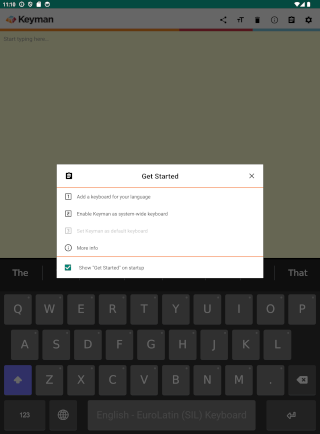 11:10
Keyman
Start typing here...
Get Started
Add a keyboard for your language
Enable Keyman as system-wide keyboard
Set Keyman as default keyboard
More info
Show "Get Started" on startup
The
That
Q W E R T Y U I O P
A S D F G H J K L
Z X C V B N M .
123
English - EuroLatin (SIL) Keyboard